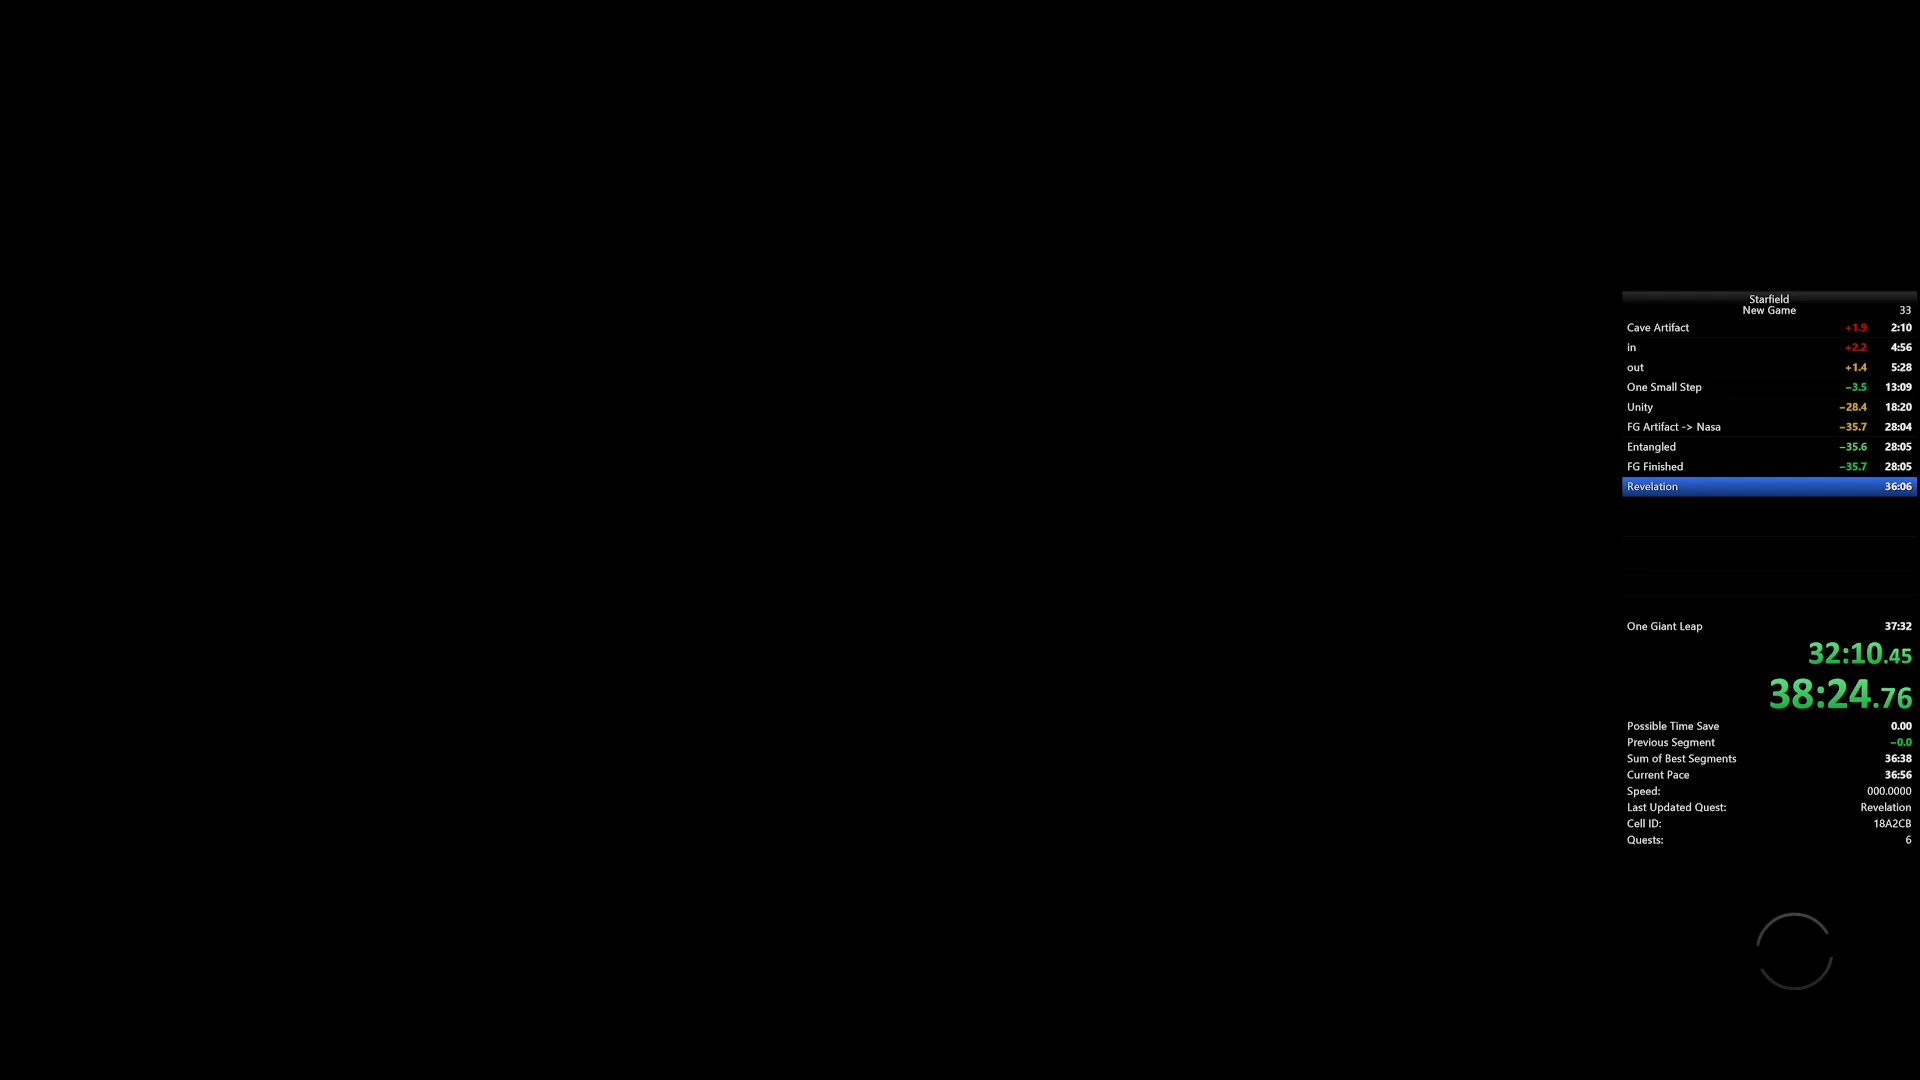 Starfield
New Game 33
Cave Artifact +1.9 2:10
in +2.2 4:56
out +1.4 5:28
One Small Step −3.5 13:09
Unity −28.4 18:20
FG Artifact -> Nasa −35.7 28:04
Entangled −35.6 28:05
FG Finished −35.7 28:05
Revelation 36:06
One Giant Leap 37:32
32:10.45
38:24.76
Possible Time Save 0.00
Previous Segment −0.0
Sum of Best Segments 36:38
Current Pace 36:56
Speed: 000.0000
Last Updated Quest: Revelation
Cell ID: 18A2CB
Quests: 6